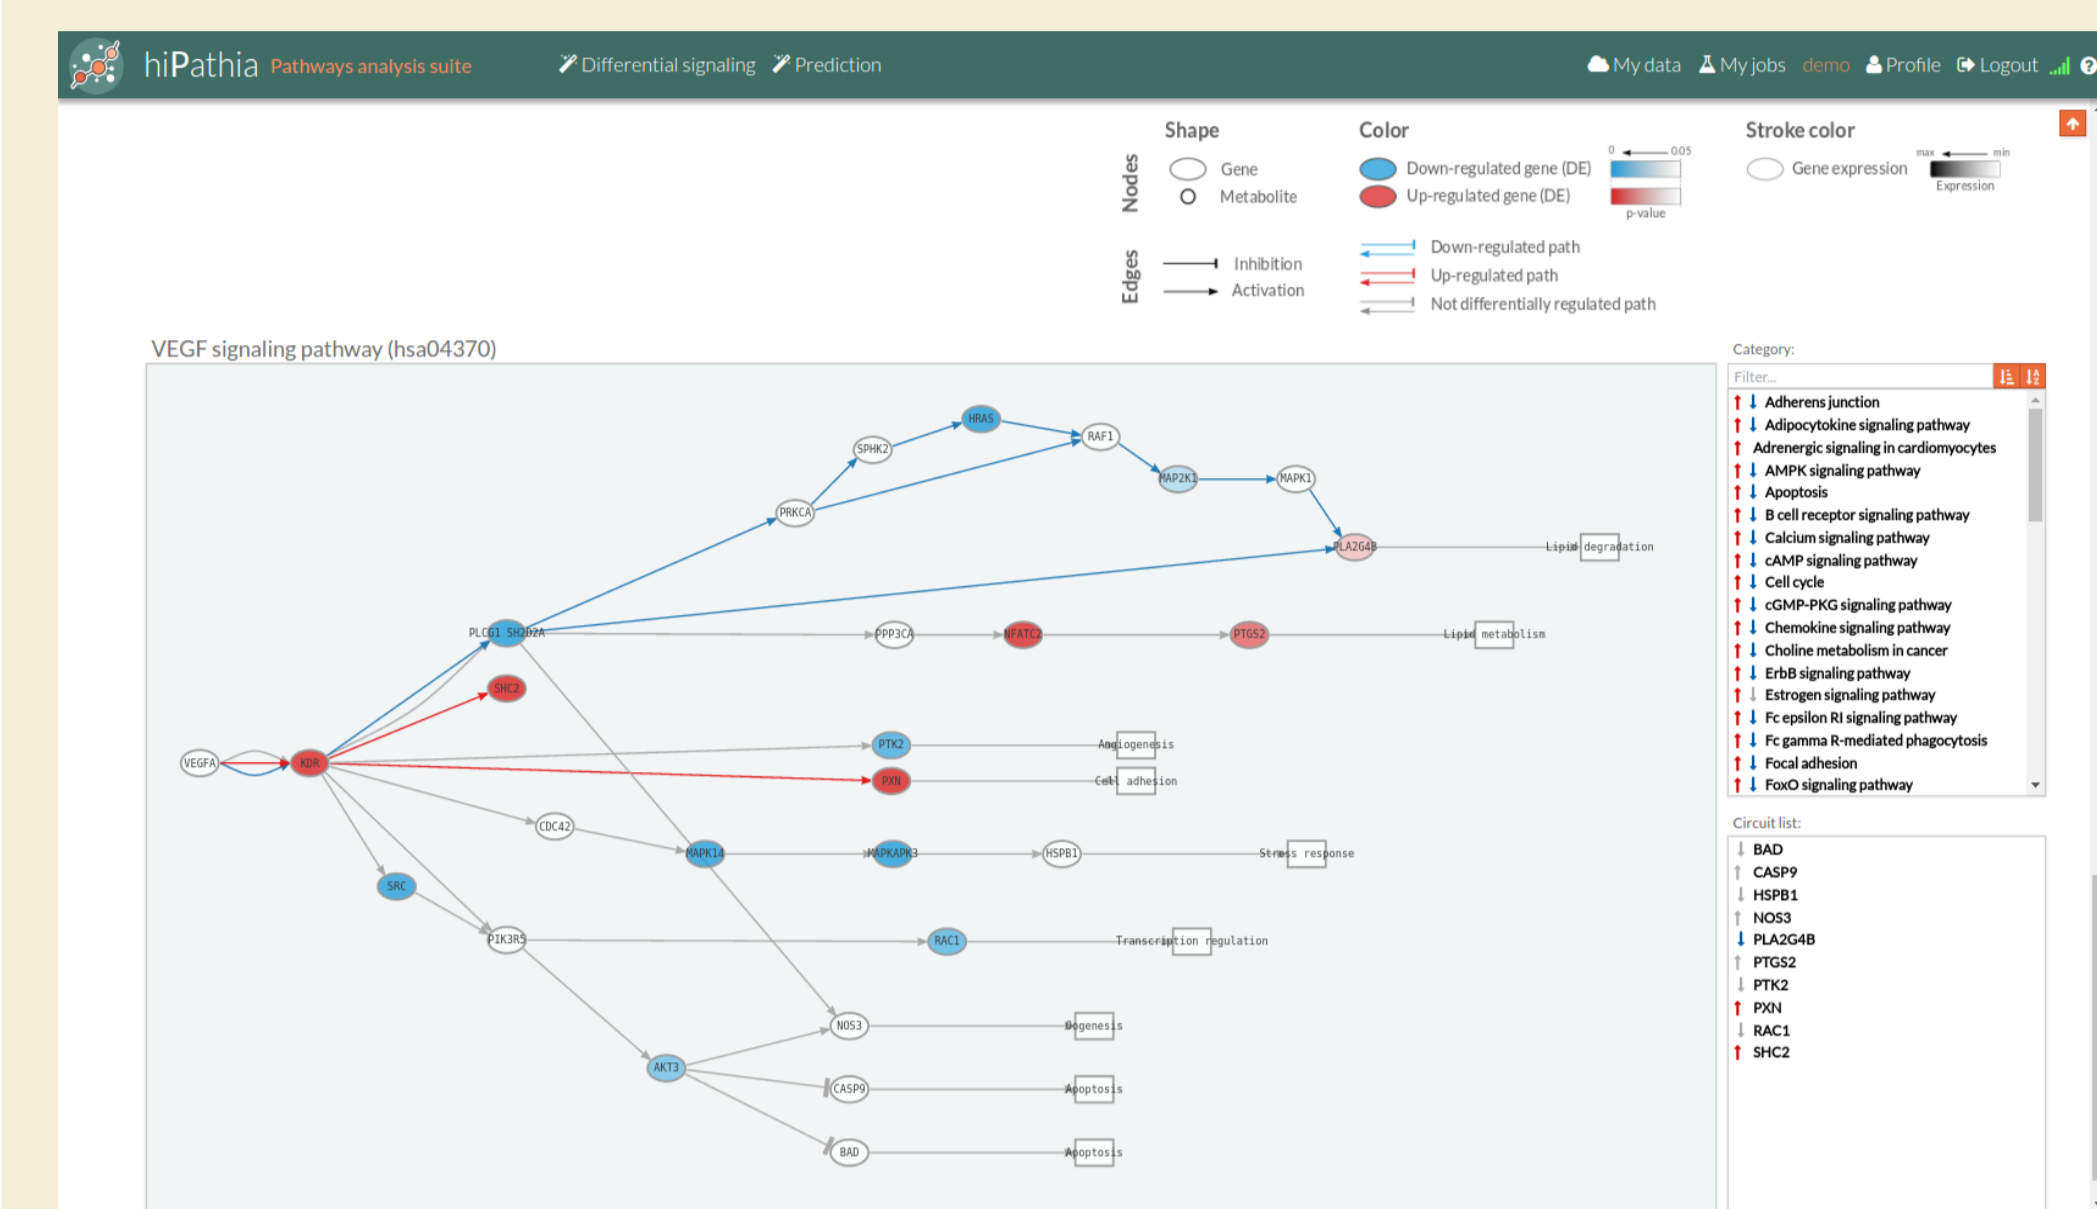 hiPathia Pathways analysis suite Differential signaling Prediction My data My jobs demo Profile Logout ?
Shape Color Stroke color
Nodes
Gene Down-regulated gene (DE) 0 0.05 Gene expression max min
Metabolite Up-regulated gene (DE) p-value Expression
Edges
Down-regulated path
Inhibition Up-regulated path
Activation Not differentially regulated path
VEGF signaling pathway (hsa04370)
HRAS
RAF1
SPHK2
MAP2K1 MAPK1
PRKCA
PLA2G4B Lipid degradation
PLCG1 SH2D2A PPP3CA NFATC2 PTGS2 Lipid metabolism
SHC2
PTK2 Angiogenesis
VEGFA KDR
PXN Cell adhesion
CDC42
MAPK14 MAPKAPK3 HSPB1 Stress response
SRC
PIK3R5 RAC1 Transcription regulation
NOS3 Oogenesis
AKT3
CASP9 Apoptosis
BAD Apoptosis
Category:
Filter...
Adherens junction
Adipocytokine signaling pathway
Adrenergic signaling in cardiomyocytes
AMPK signaling pathway
Apoptosis
B cell receptor signaling pathway
Calcium signaling pathway
cAMP signaling pathway
Cell cycle
cGMP-PKG signaling pathway
Chemokine signaling pathway
Choline metabolism in cancer
ErbB signaling pathway
Estrogen signaling pathway
Fc epsilon RI signaling pathway
Fc gamma R-mediated phagocytosis
Focal adhesion
FoxO signaling pathway
Circuit list:
BAD
CASP9
HSPB1
NOS3
PLA2G4B
PTGS2
PTK2
PXN
RAC1
SHC2